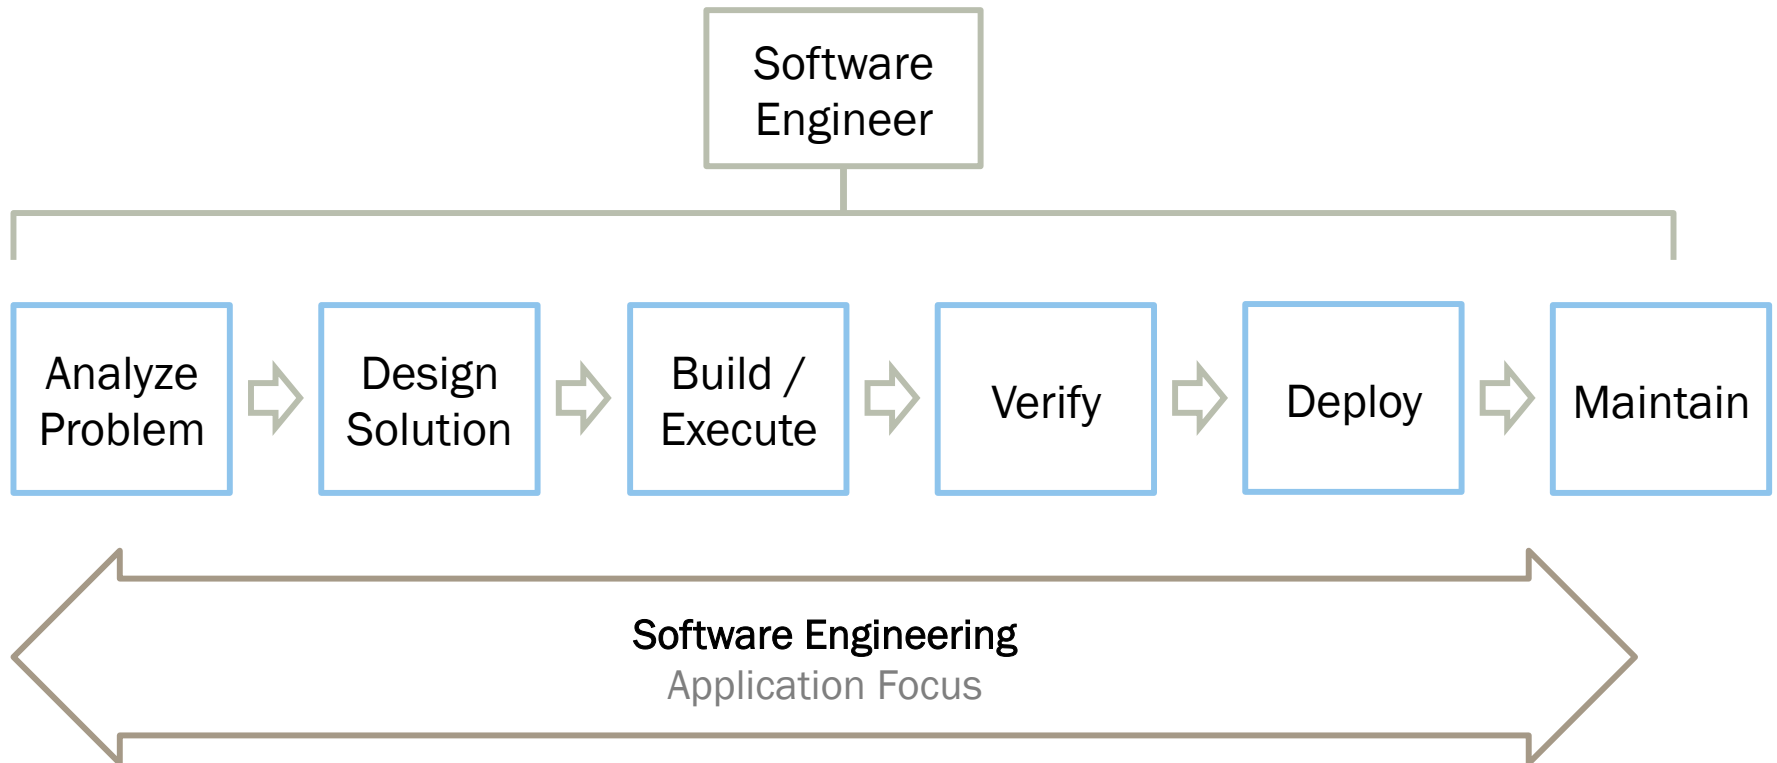 Software
Engineer
Analyze
Problem
Design
Solution
Build /
Execute
Verify
Deploy
Maintain
Software Engineering
Application Focus